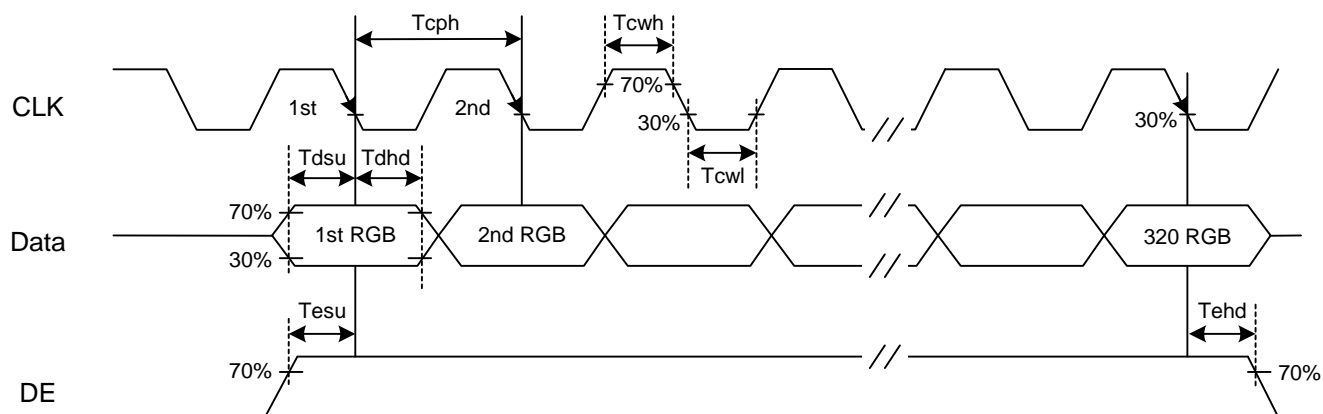 Tcph
Tcwh
CLK
1st
2nd
70%
30%
30%
Tdsu
Tdhd
Tcwl
70%
Data
1st RGB
2nd RGB
320 RGB
30%
Tesu
Tehd
70%
70%
DE